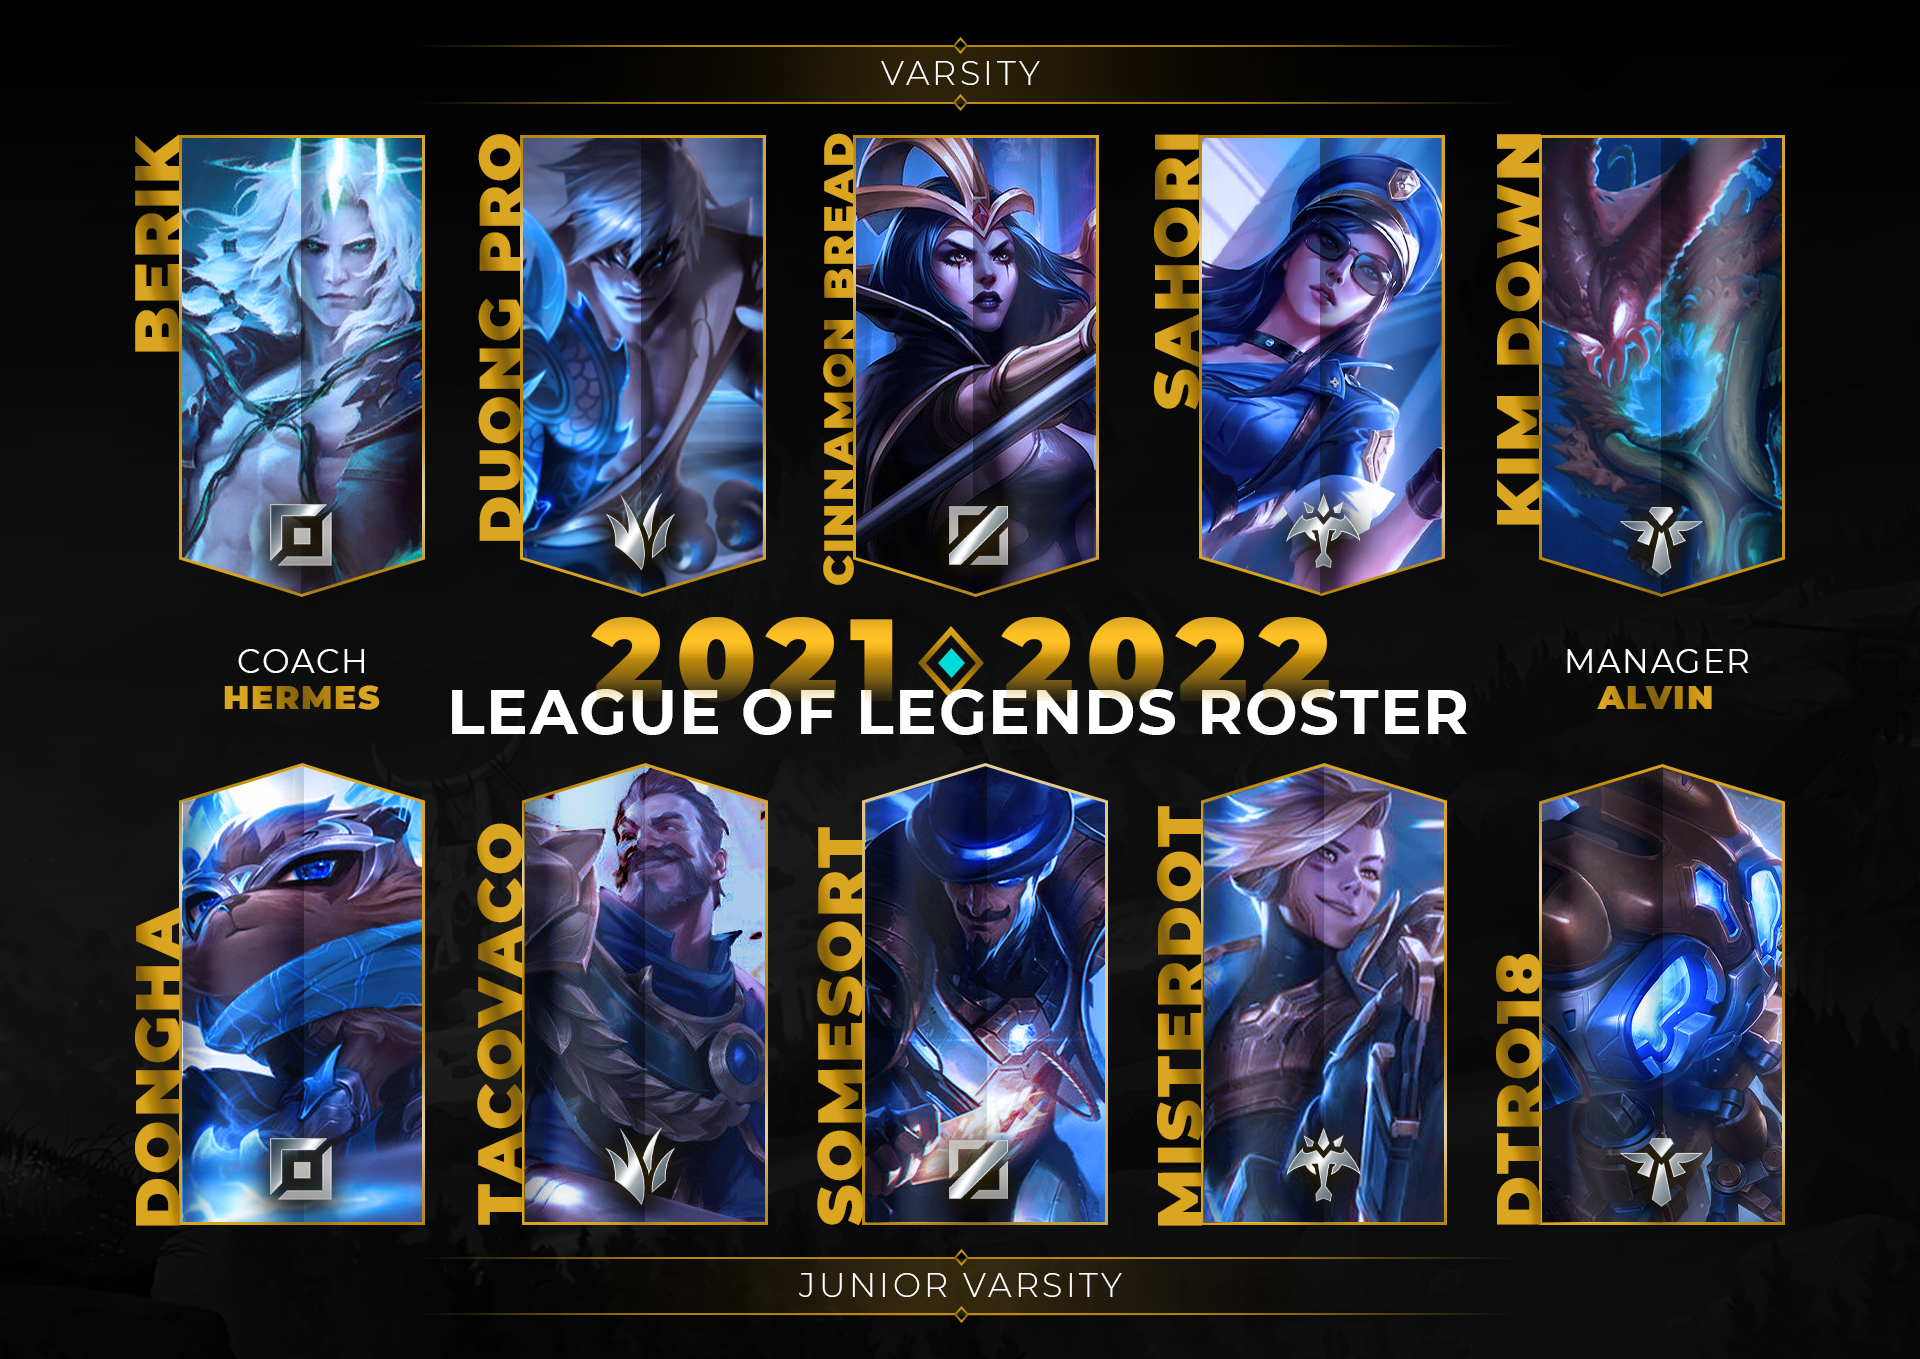 VARSITY
BERIK
DUONG PRO
CINNAMON BREAD
SAHORI
KIM DOWN
COACH
HERMES
2021 2022
LEAGUE OF LEGENDS ROSTER
MANAGER
ALVIN
DONGHA
TACOVACO
SOMESORT
MISTERDOT
DTRO18
JUNIOR VARSITY